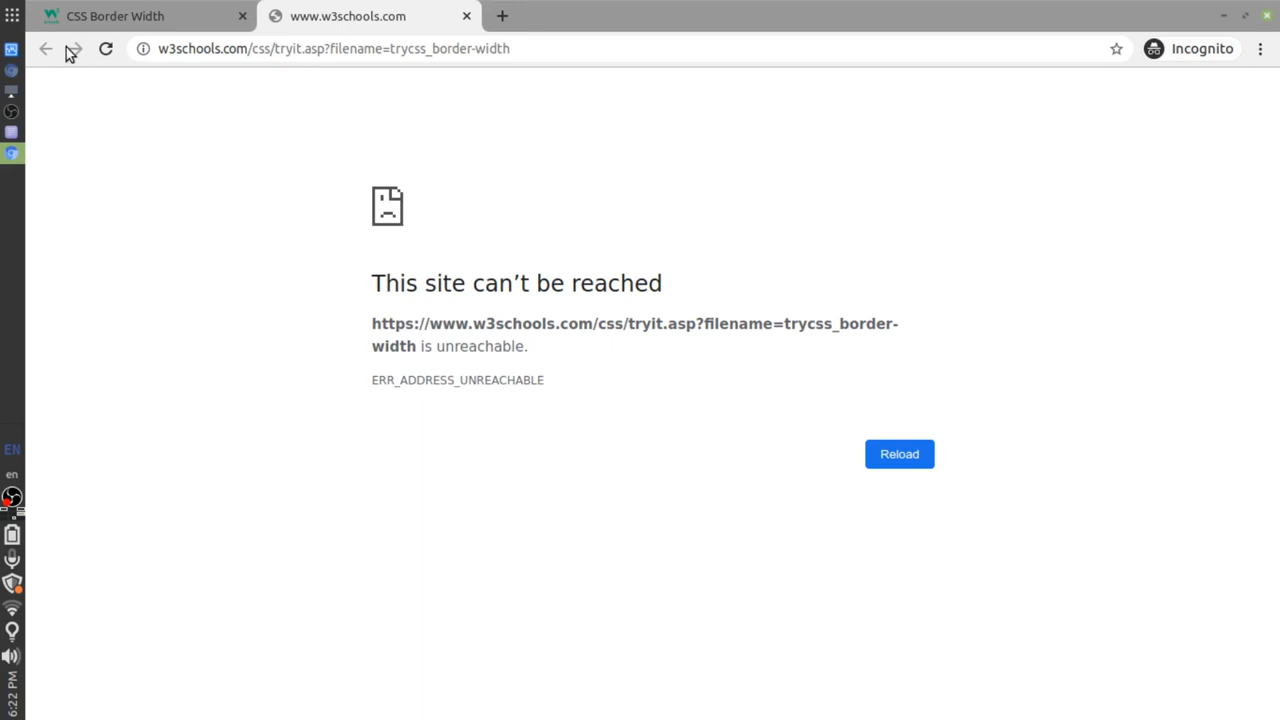 CSS Border Width
www.w3schools.com
w3schools.com/css/tryit.asp?filename=trycss_border-width
Incognito
This site can’t be reached
https://www.w3schools.com/css/tryit.asp?filename=trycss_border-
width is unreachable.
ERR_ADDRESS_UNREACHABLE
Reload
EN
en
6:22 PM